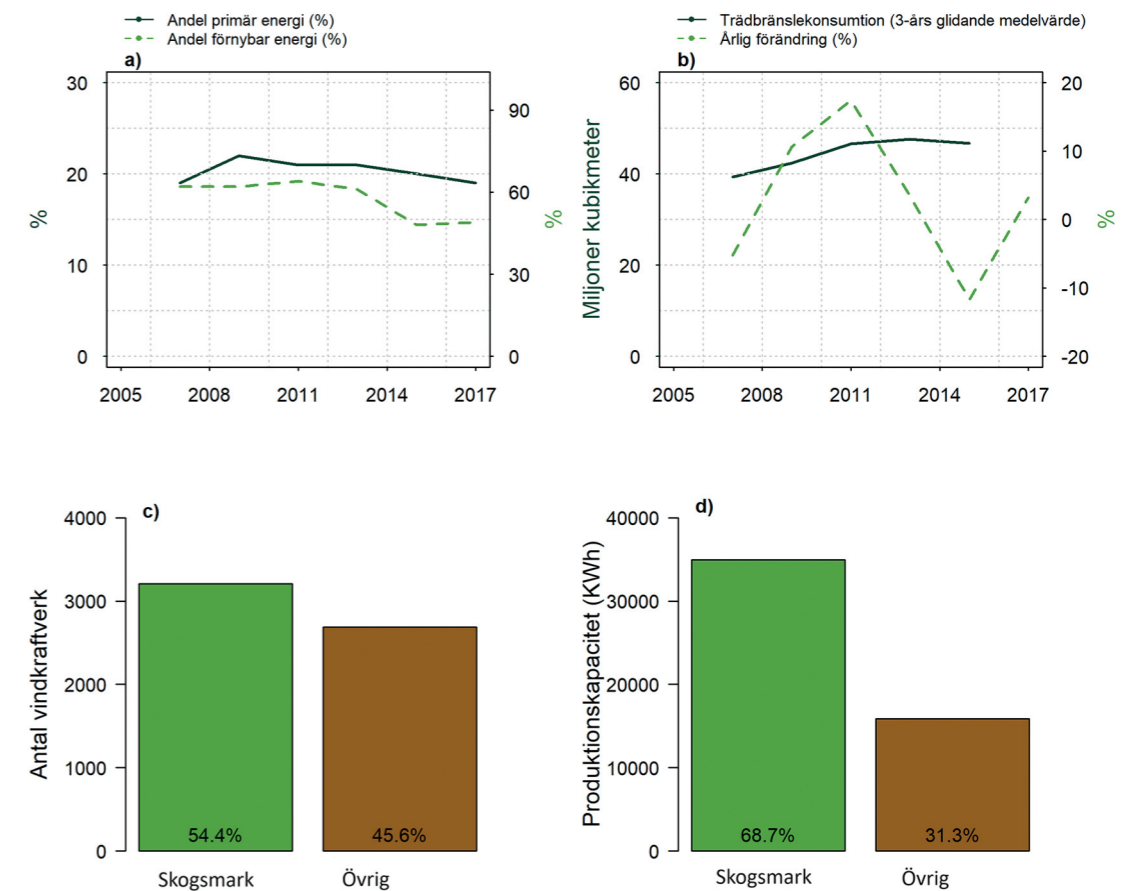 Andel primär energi (%)
Andel förnybar energi (%)
a)
30
20
10
0
%
90
60
30
0
%
2005 2008 2011 2014 2017
Trädbränslekonsumtion (3-års glidande medelvärde)
Årlig förändring (%)
b)
60
40
20
0
Miljoner kubikmeter
20
10
0
-10
-20
%
2005 2008 2011 2014 2017
c)
4000
3000
2000
1000
0
Antal vindkraftverk
54.4% 45.6%
Skogsmark Övrig
d)
40000
30000
20000
10000
0
Produktionskapacitet (KWh)
68.7% 31.3%
Skogsmark Övrig